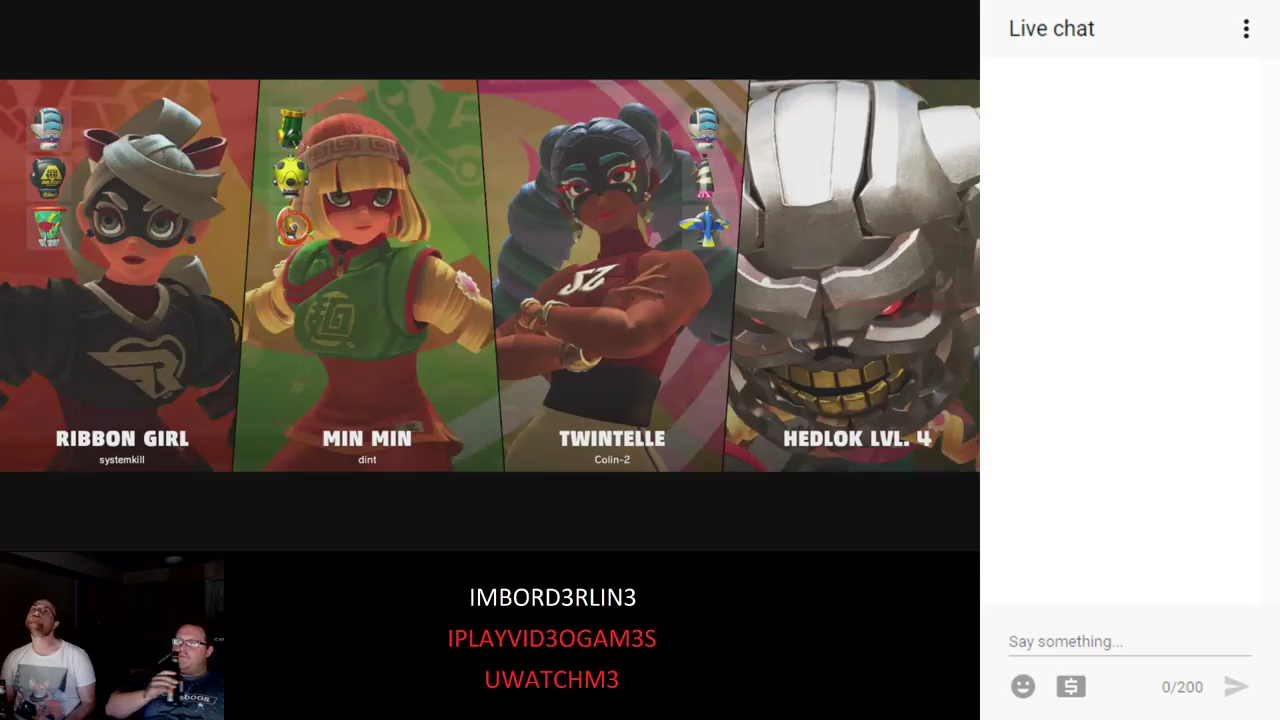 Live chat
RIBBON GIRL
systemkill
MIN MIN
dint
TWINTELLE
Colin-2
HEDLOK LVL. 4
IMBORD3RLIN3
IPLAYVID3OGAM3S
UWATCHM3
Say something...
0/200